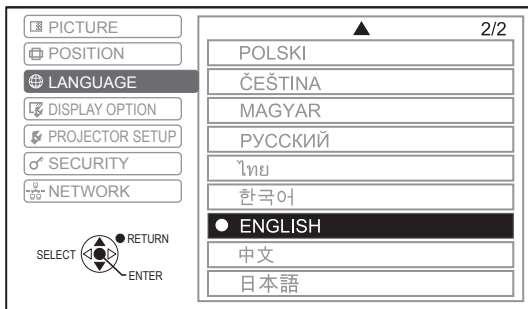 PICTURE
POSITION
LANGUAGE
DISPLAY OPTION
PROJECTOR SETUP
SECURITY
NETWORK
RETURN
SELECT
ENTER
2/2
POLSKI
ČEŠTINA
MAGYAR
РУССКИЙ
ไทย
한국어
ENGLISH
中文
日本語